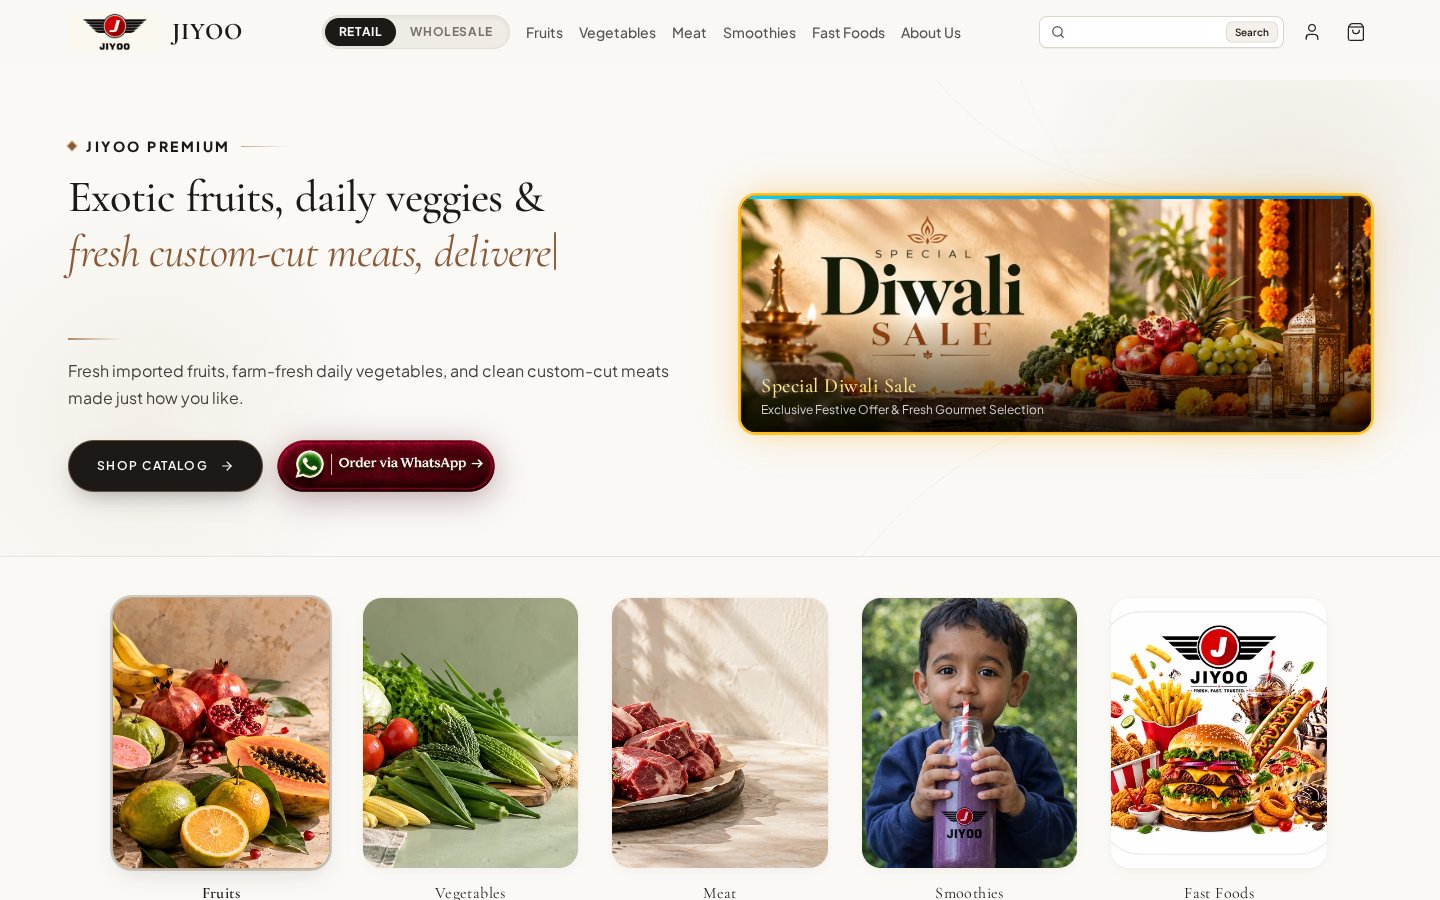 JIYOO
JIYOO
RETAIL
WHOLESALE
Fruits
Vegetables
Meat
Smoothies
Fast Foods
About Us
Search
JIYOO PREMIUM
Exotic fruits, daily veggies &
fresh custom-cut meats, delivere
Fresh imported fruits, farm-fresh daily vegetables, and clean custom-cut meats
made just how you like.
SHOP CATALOG
Order via WhatsApp
SPECIAL
Diwali
SALE
Special Diwali Sale
Exclusive Festive Offer & Fresh Gourmet Selection
JIYOO
JIYOO
FRESH. FAST. TRUSTED.
Fruits
Vegetables
Meat
Smoothies
Fast Foods